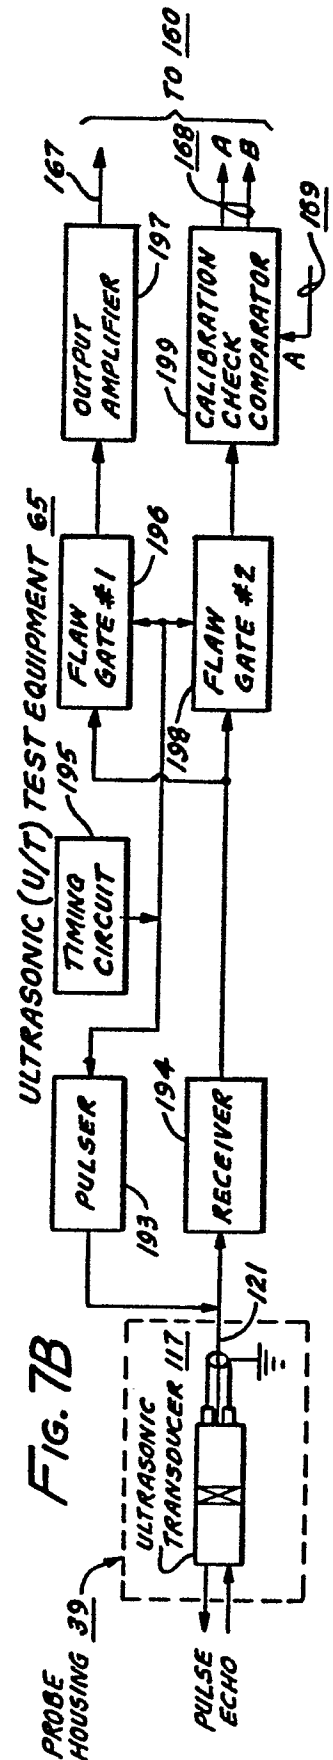 FIG. 7B
ULTRASONIC (U/T) TEST EQUIPMENT 65
PROBE
HOUSING 39
ULTRASONIC
TRANSDUCER 117
PULSE
ECHO
121
PULSER
193
RECEIVER
194
TIMING
CIRCUIT
195
FLAW
GATE #1
196
FLAW
GATE #2
198
OUTPUT
AMPLIFIER
197
167
CALIBRATION
CHECK
COMPARATOR
199
168
A
B
A
169
TO 160